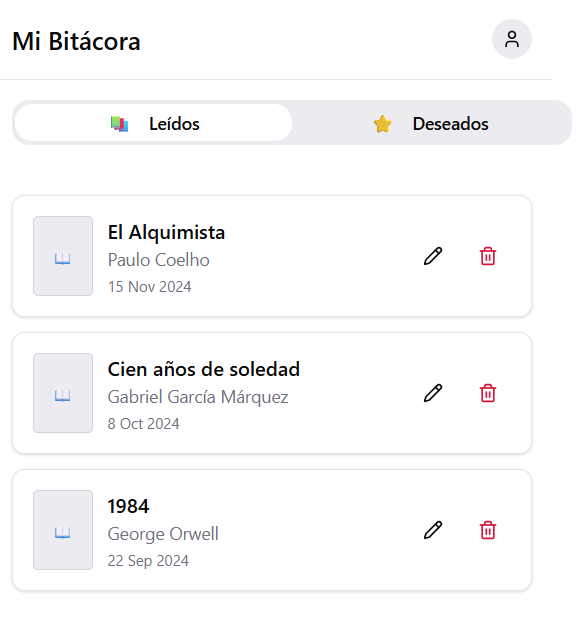 Mi Bitácora
Leídos
Deseados
El Alquimista
Paulo Coelho
15 Nov 2024
Cien años de soledad
Gabriel García Márquez
8 Oct 2024
1984
George Orwell
22 Sep 2024